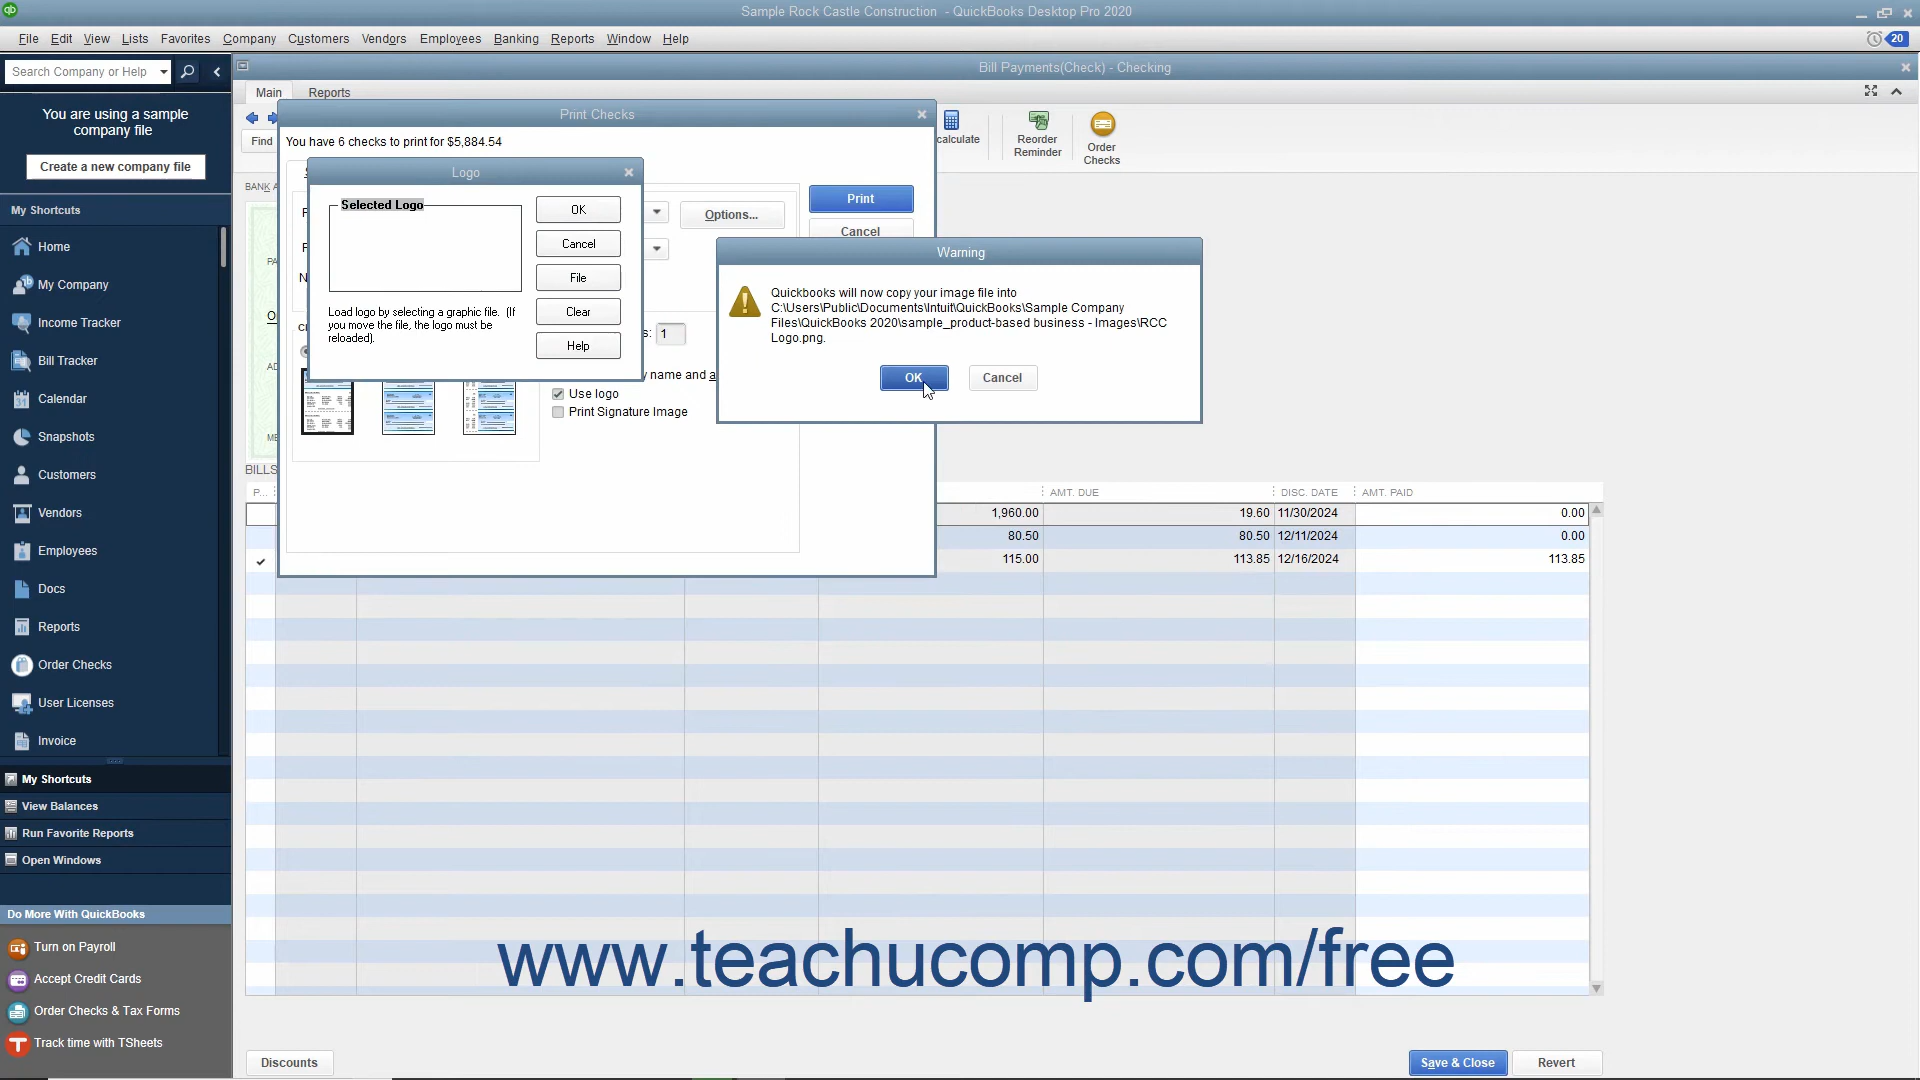 Sample Rock Castle Construction - QuickBooks Desktop Pro 2020
File Edit View Lists Favorites Company Customers Vendors Employees Banking Reports Window Help
20
Search Company or Help
Bill Payments(Check) - Checking
Main Reports
You are using a sample
company file
Create a new company file
Find
Print Checks
You have 6 checks to print for $5,884.54
calculate
Reorder
Reminder
Order
Checks
BANK A
Logo
Selected Logo
OK
Cancel
File
Clear
Help
Load logo by selecting a graphic file. (If
you move the file, the logo must be
reloaded).
Options...
Print
Cancel
s: 1
name and a
Use logo
Print Signature Image
Warning
Quickbooks will now copy your image file into
C:\Users\Public\Documents\Intuit\QuickBooks\Sample Company
Files\QuickBooks 2020\sample_product-based business - Images\RCC
Logo.png.
OK Cancel
My Shortcuts
Home
My Company
Income Tracker
Bill Tracker
Calendar
Snapshots
Customers
Vendors
Employees
Docs
Reports
Order Checks
User Licenses
Invoice
My Shortcuts
View Balances
Run Favorite Reports
Open Windows
Do More With QuickBooks
Turn on Payroll
Accept Credit Cards
Order Checks & Tax Forms
Track time with TSheets
PA
AD
ME
BILLS
P... AMT. DUE DISC. DATE AMT. PAID
1,960.00 19.60 11/30/2024 0.00
80.50 80.50 12/11/2024 0.00
115.00 113.85 12/16/2024 113.85
www.teachucomp.com/free
Discounts
Save & Close Revert